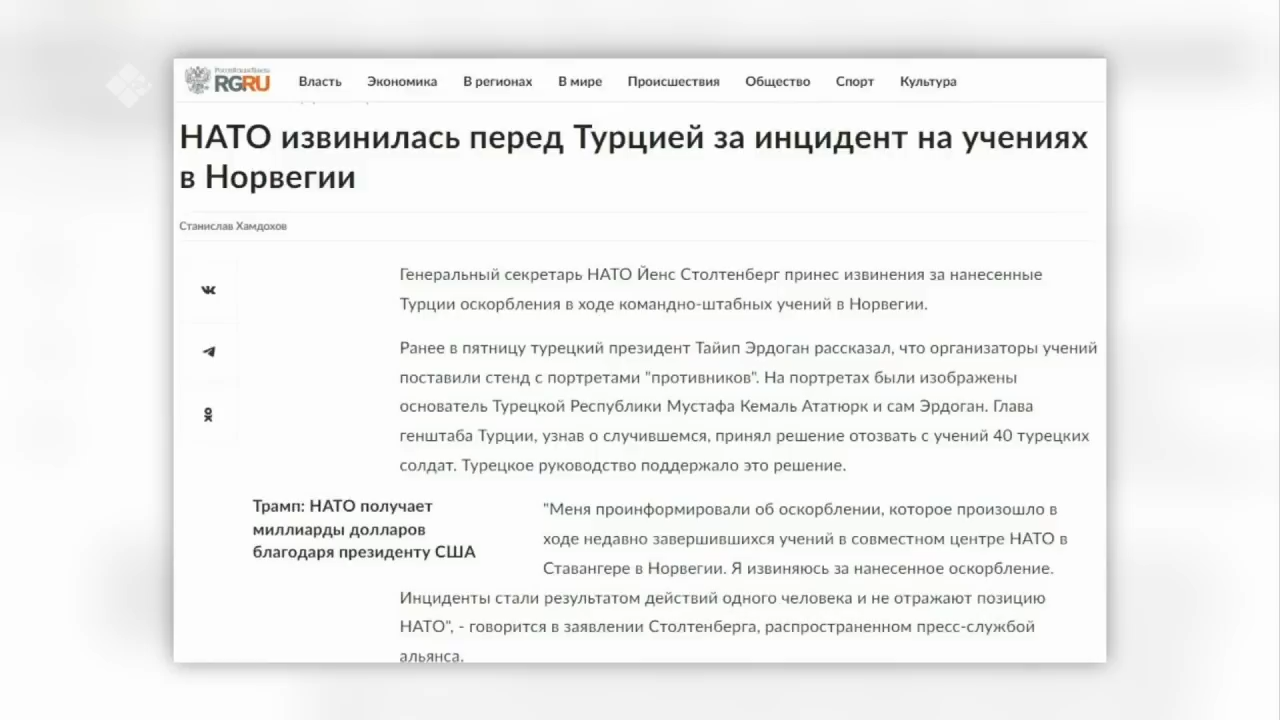 Российская Газета
RGRU
Власть Экономика В регионах В мире Происшествия Общество Спорт Культура
НАТО извинилась перед Турцией за инцидент на учениях
в Норвегии
Станислав Хамдохов
Генеральный секретарь НАТО Йенс Столтенберг принес извинения за нанесенные
Турции оскорбления в ходе командно-штабных учений в Норвегии.
Ранее в пятницу турецкий президент Тайип Эрдоган рассказал, что организаторы учений
поставили стенд с портретами "противников". На портретах были изображены
основатель Турецкой Республики Мустафа Кемаль Ататюрк и сам Эрдоган. Глава
генштаба Турции, узнав о случившемся, принял решение отозвать с учений 40 турецких
солдат. Турецкое руководство поддержало это решение.
Трамп: НАТО получает
миллиарды долларов
благодаря президенту США
"Меня проинформировали об оскорблении, которое произошло в
ходе недавно завершившихся учений в совместном центре НАТО в
Ставангере в Норвегии. Я извиняюсь за нанесенное оскорбление.
Инциденты стали результатом действий одного человека и не отражают позицию
НАТО", - говорится в заявлении Столтенберга, распространенном пресс-службой
альянса.